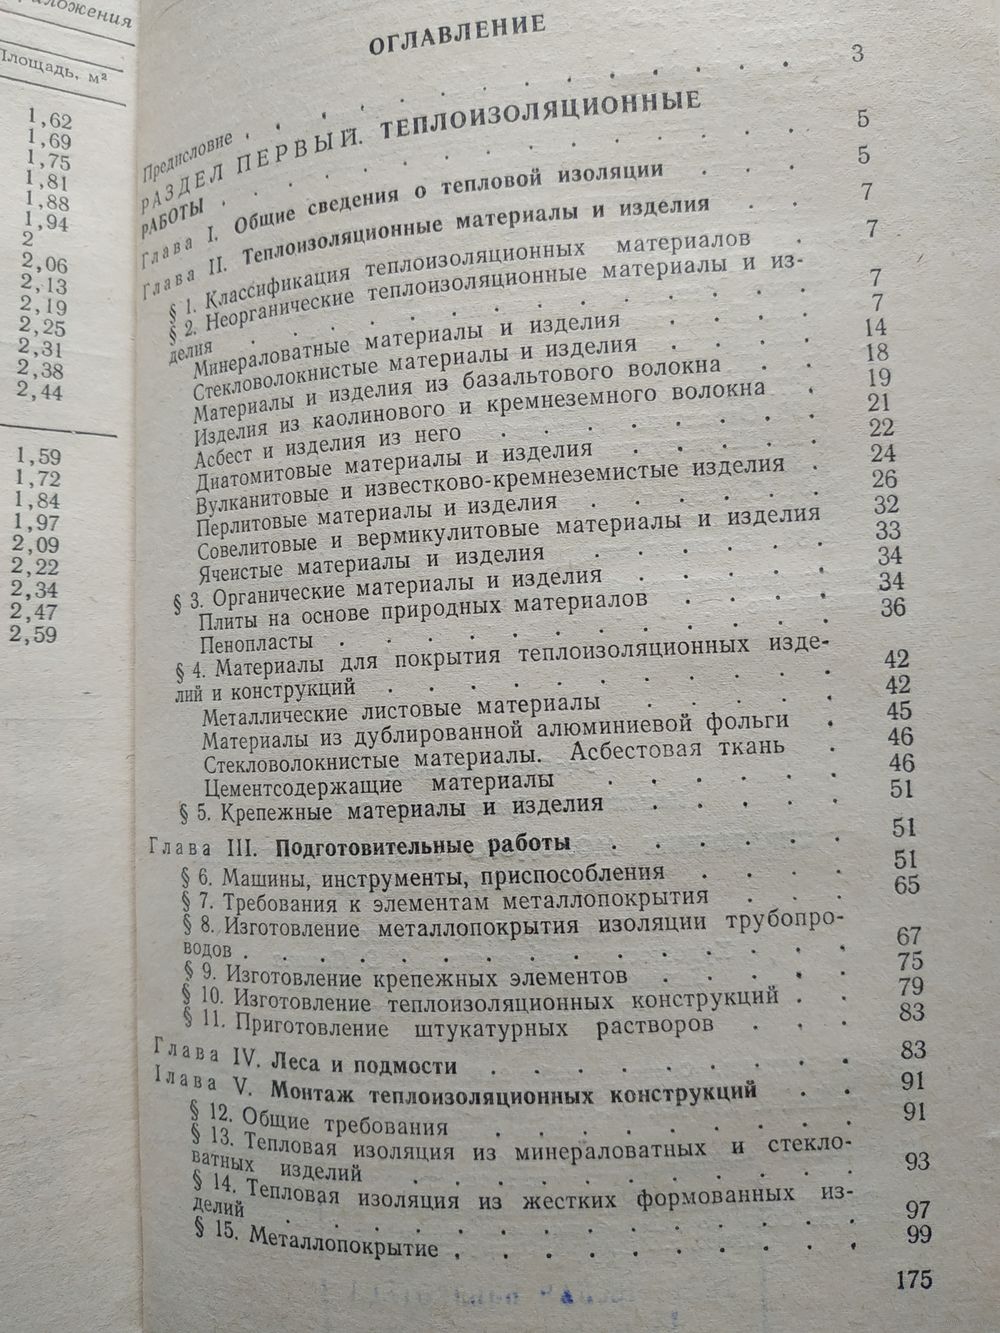 приложения
Площадь, м²
1,62
1,69
1,75
1,81
1,88
1,94
2
2,06
2,13
2,19
2,25
2,31
2,38
2,44
1,59
1,72
1,84
1,97
2,09
2,22
2,34
2,47
2,59
ОГЛАВЛЕНИЕ
Предисловие . . . . . . . . . . . . 3
РАЗДЕЛ ПЕРВЫЙ. ТЕПЛОИЗОЛЯЦИОННЫЕ
РАБОТЫ . . . . . . . . . . . . 5
Глава I. Общие сведения о тепловой изоляции . . . 5
Глава II. Теплоизоляционные материалы и изделия . . 7
§ 1. Классификация теплоизоляционных материалов . 7
§ 2. Неорганические теплоизоляционные материалы и из-
делия . . . . . . . . . . . . 7
Минераловатные материалы и изделия . . . . 7
Стекловолокнистые материалы и изделия . . . . 14
Материалы и изделия из базальтового волокна . . 18
Изделия из каолинового и кремнеземного волокна . 19
Асбест и изделия из него . . . . . . . 21
Диатомитовые материалы и изделия . . . . 22
Вулканитовые и известково-кремнеземистые изделия . 24
Перлитовые материалы и изделия . . . . . 26
Совелитовые и вермикулитовые материалы и изделия 32
Ячеистые материалы и изделия . . . . . 33
§ 3. Органические материалы и изделия . . . . . 34
Плиты на основе природных материалов . . . . 34
Пенопласты . . . . . . . . . . . 36
§ 4. Материалы для покрытия теплоизоляционных изде-
лий и конструкций . . . . . . . . . . 42
Металлические листовые материалы . . . . . 42
Материалы из дублированной алюминиевой фольги . 45
Стекловолокнистые материалы. Асбестовая ткань . 46
Цементсодержащие материалы . . . . . . 46
§ 5. Крепежные материалы и изделия . . . . . 51
Глава III. Подготовительные работы . . . . . . 51
§ 6. Машины, инструменты, приспособления . . . . 51
§ 7. Требования к элементам металлопокрытия . . . 65
§ 8. Изготовление металлопокрытия изоляции трубопро-
водов . . . . . . . . . . . . . . 67
§ 9. Изготовление крепежных элементов . . . . . 75
§ 10. Изготовление теплоизоляционных конструкций . . 79
§ 11. Приготовление штукатурных растворов . . . 83
Глава IV. Леса и подмости . . . . . . . . . 83
Глава V. Монтаж теплоизоляционных конструкций . . 91
§ 12. Общие требования . . . . . . . . . 91
§ 13. Тепловая изоляция из минераловатных и стекло-
ватных изделий . . . . . . . . . . . 93
§ 14. Тепловая изоляция из жестких формованных из-
делий . . . . . . . . . . . . . 97
§ 15. Металлопокрытие . . . . . . . . . 99
175